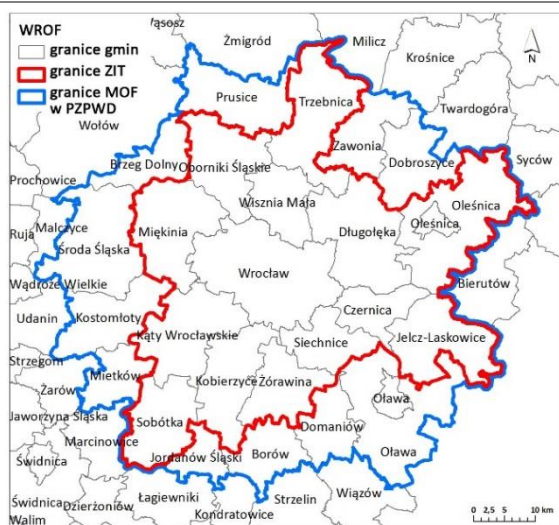 WROF
granice gmin
granice ZIT
granice MOF
w PZPWD
Żmigród
Milicz
Krośnice
N
Prusice
Trzebnica
Twardogóra
Wołów
Zawonia
Brzeg Dolny
Oborniki Śląskie
Dobroszyce
Syców
Prochowice
Wisznia Mała
Oleśnica
Oleśnica
Ruja
Malczyce
Miękinia
Długołęka
Środa Śląska
Wrocław
Bierutów
Wądroże Wielkie
Udanin
Kostomłoty
Czernica
Kąty Wrocławskie
Siechnice
Jelcz-Laskowice
Strzegom
Mietków
Kobierzyce
Żórawina
Żarów
Oława
Jaworzyna Śląska
Sobótka
Domaniów
Marcinowice
Jordanów Śląski
Borów
Oława
Świdnica
Łagiewniki
Strzelin
Wiązów
Świdnica
Dzierżoniów
Kondratowice
Walim
0 2,5 5 10 km